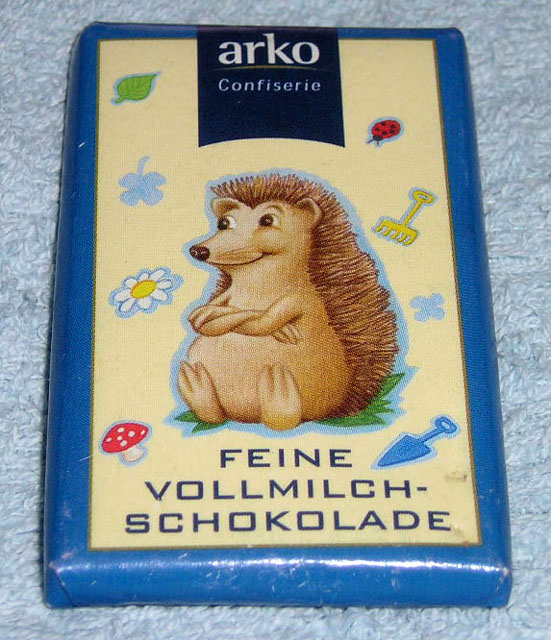 arko
Confiserie
FEINE
VOLLMILCH-
SCHOKOLADE